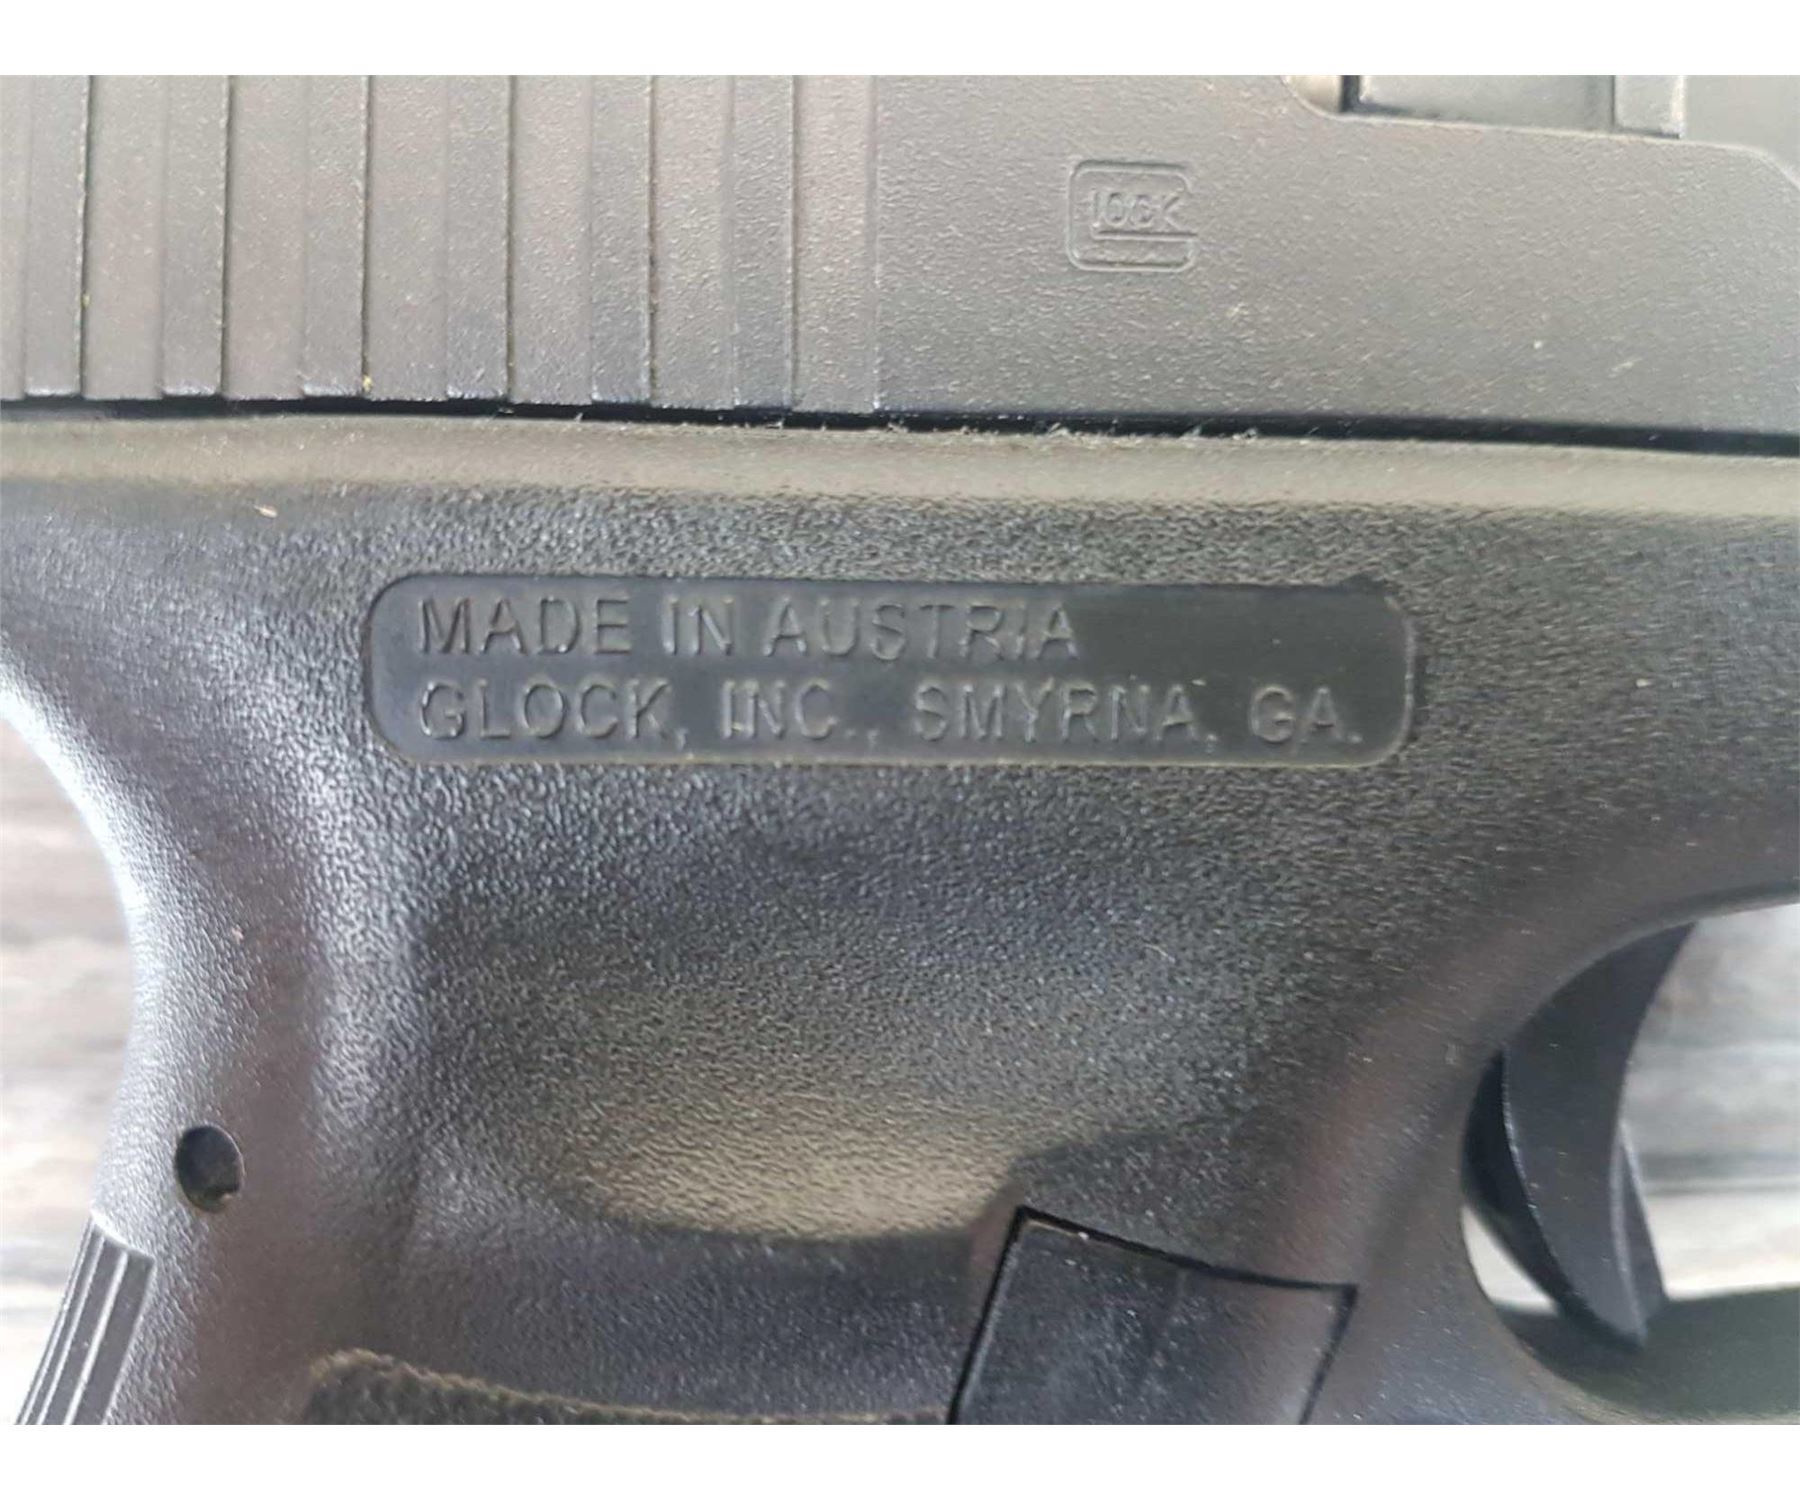 GLOCK
MADE IN AUSTRIA
GLOCK, INC., SMYRNA, GA.